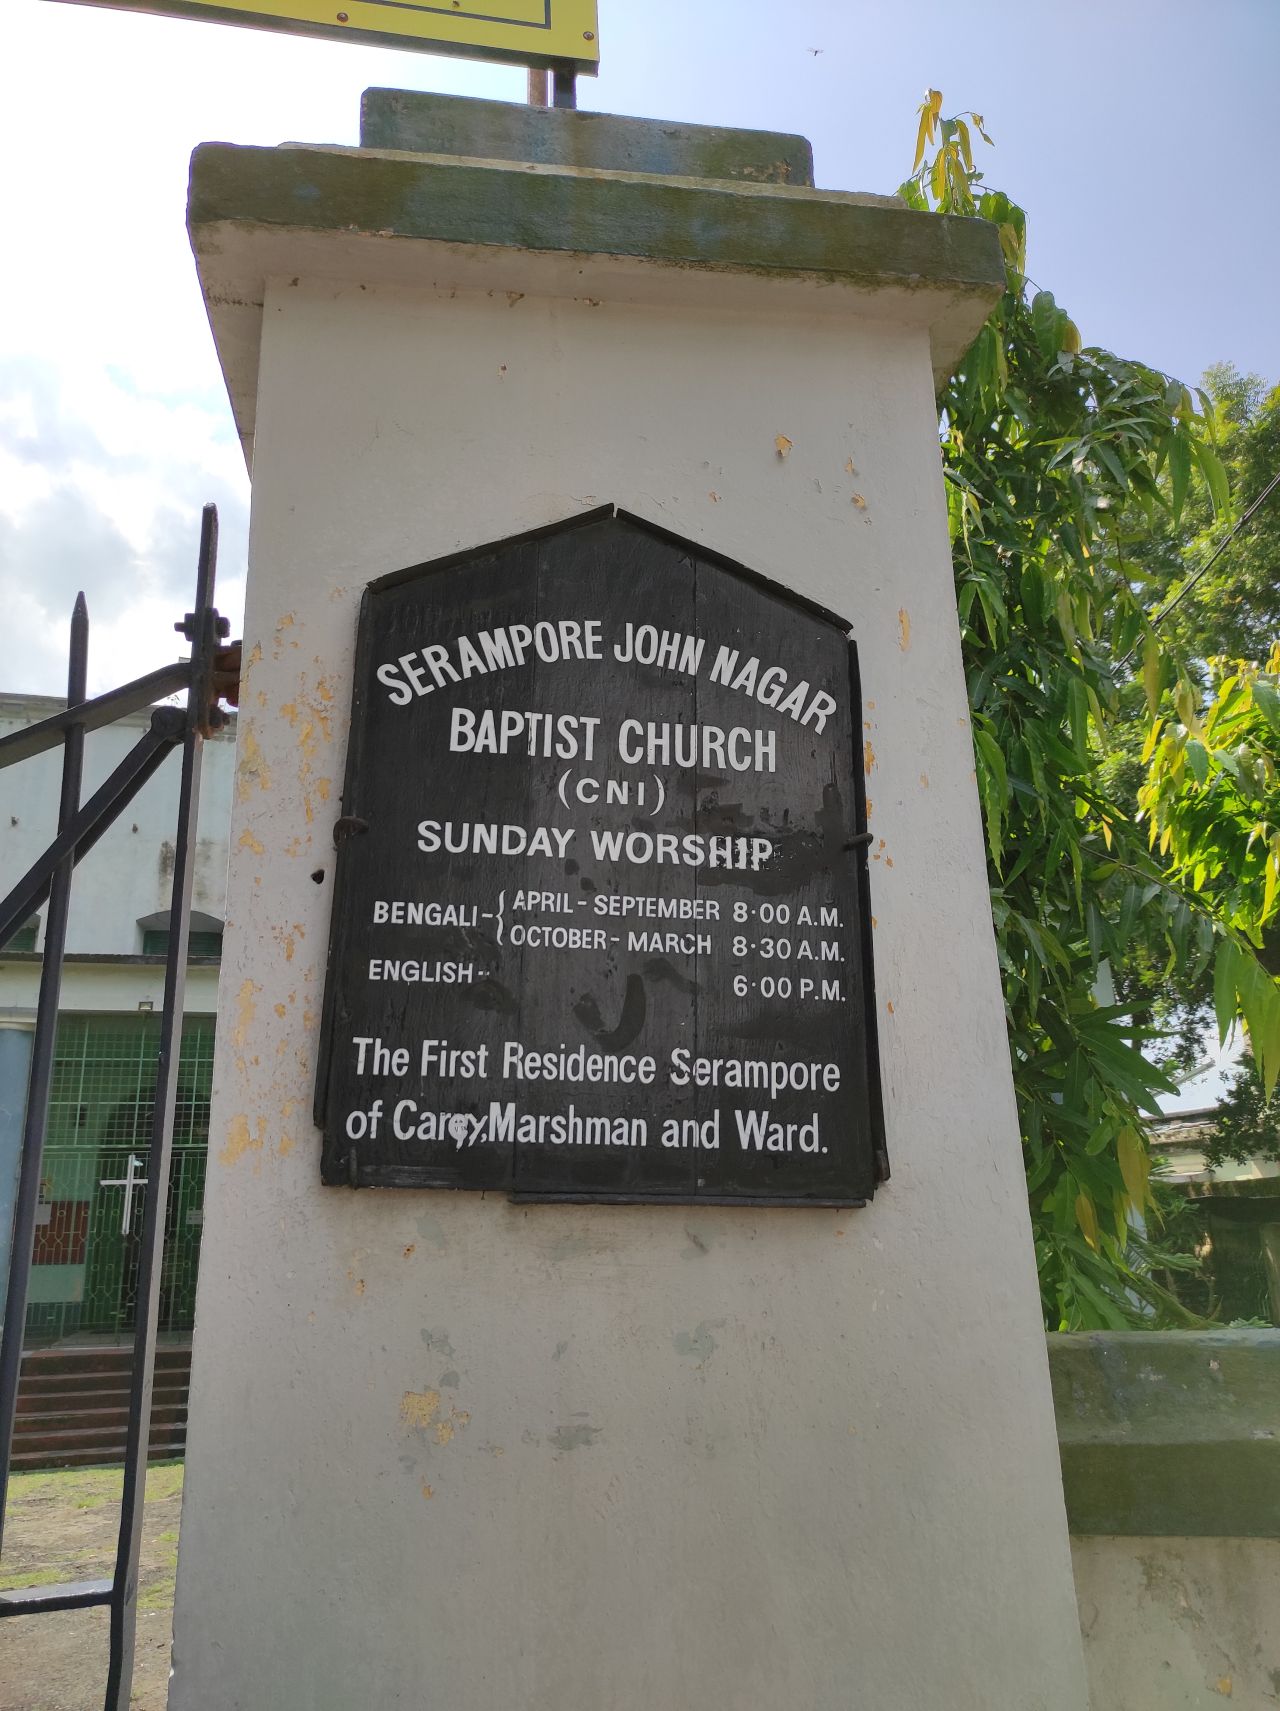 SERAMPORE JOHN NAGAR
BAPTIST CHURCH
(CNI)
SUNDAY WORSHIP
BENGALI-{APRIL-SEPTEMBER 8·00 A.M.
OCTOBER-MARCH 8·30 A.M.
ENGLISH-- 6·00 P.M.
The First Residence Serampore
of Carey, Marshman and Ward.